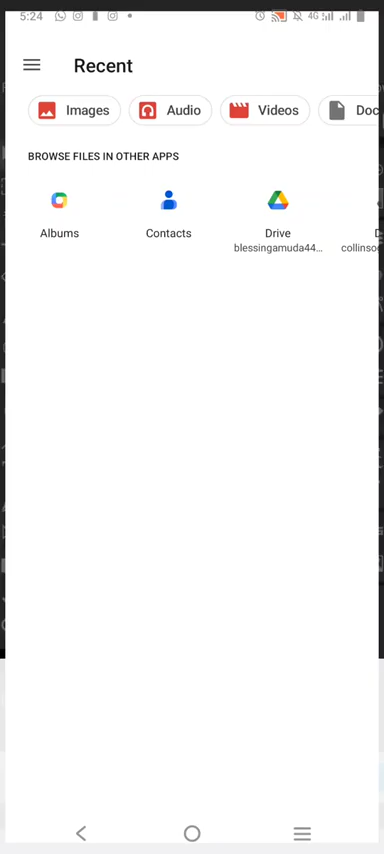 5:24
4G
Recent
Images
Audio
Videos
Doc
BROWSE FILES IN OTHER APPS
Albums
Contacts
Drive
D
blessingamuda44...
collinso